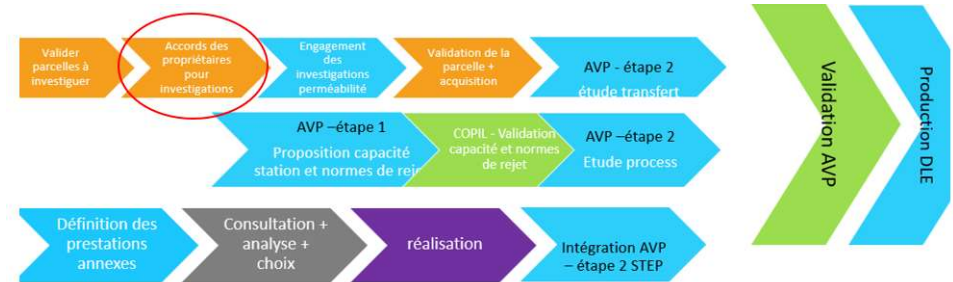 Valider
parcelles à
investiguer
Accords des
propriétaires
pour
investigations
Engagement
des
investigations
perméabilité
Validation de la
parcelle +
acquisition
AVP - étape 2
étude transfert
AVP –étape 1
Proposition capacité
station et normes de reje
COPIL - Validation
capacité et normes
de rejet
AVP –étape 2
Etude process
Définition des
prestations
annexes
Consultation +
analyse +
choix
réalisation
Intégration AVP
– étape 2 STEP
Validation AVP
Production DLE